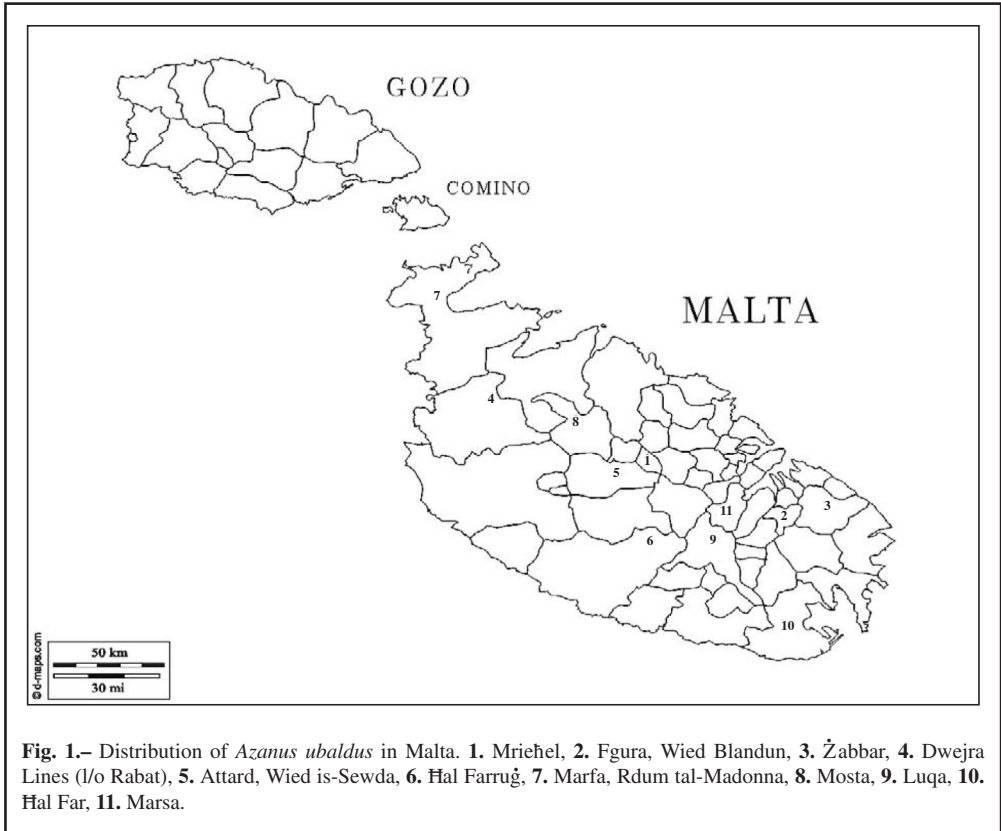 GOZO
COMINO
MALTA
7
4
8
5
1
11
2
3
6
9
10
50 km
30 mi
© d-maps.com
Fig. 1.– Distribution of Azanus ubaldus in Malta. 1. Mrieħel, 2. Fgura, Wied Blandun, 3. Żabbar, 4. Dwejra
Lines (l/o Rabat), 5. Attard, Wied is-Sewda, 6. Ħal Farruġ, 7. Marfa, Rdum tal-Madonna, 8. Mosta, 9. Luqa, 10.
Ħal Far, 11. Marsa.